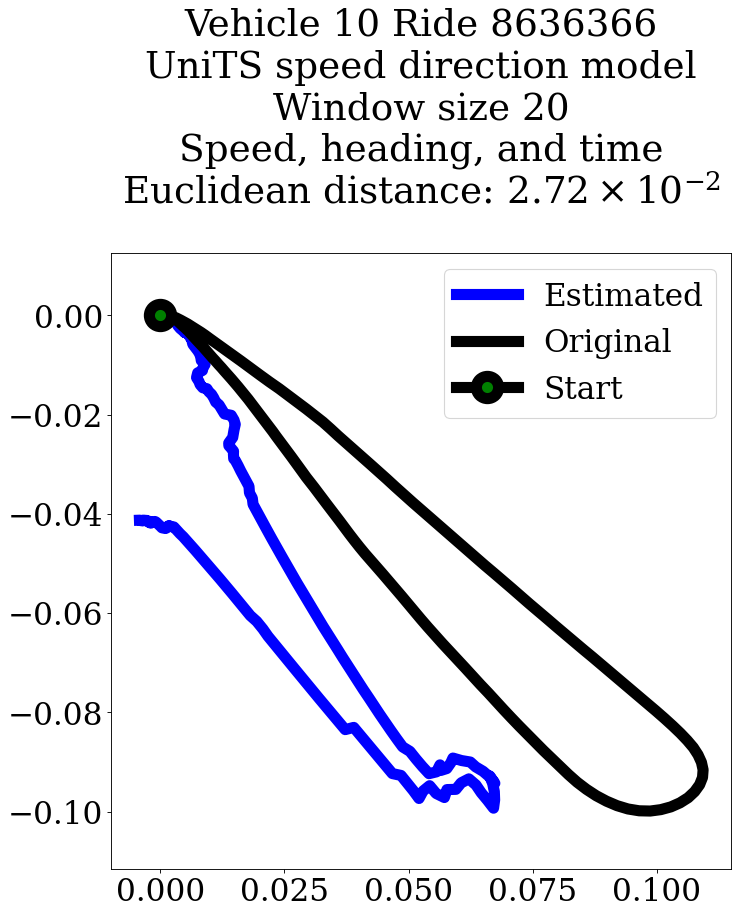 Vehicle 10 Ride 8636366
UniTS speed direction model
Window size 20
Speed, heading, and time
Euclidean distance: 2.72 × 10⁻²
Estimated
Original
Start
0.00
−0.02
−0.04
−0.06
−0.08
−0.10
0.000 0.025 0.050 0.075 0.100